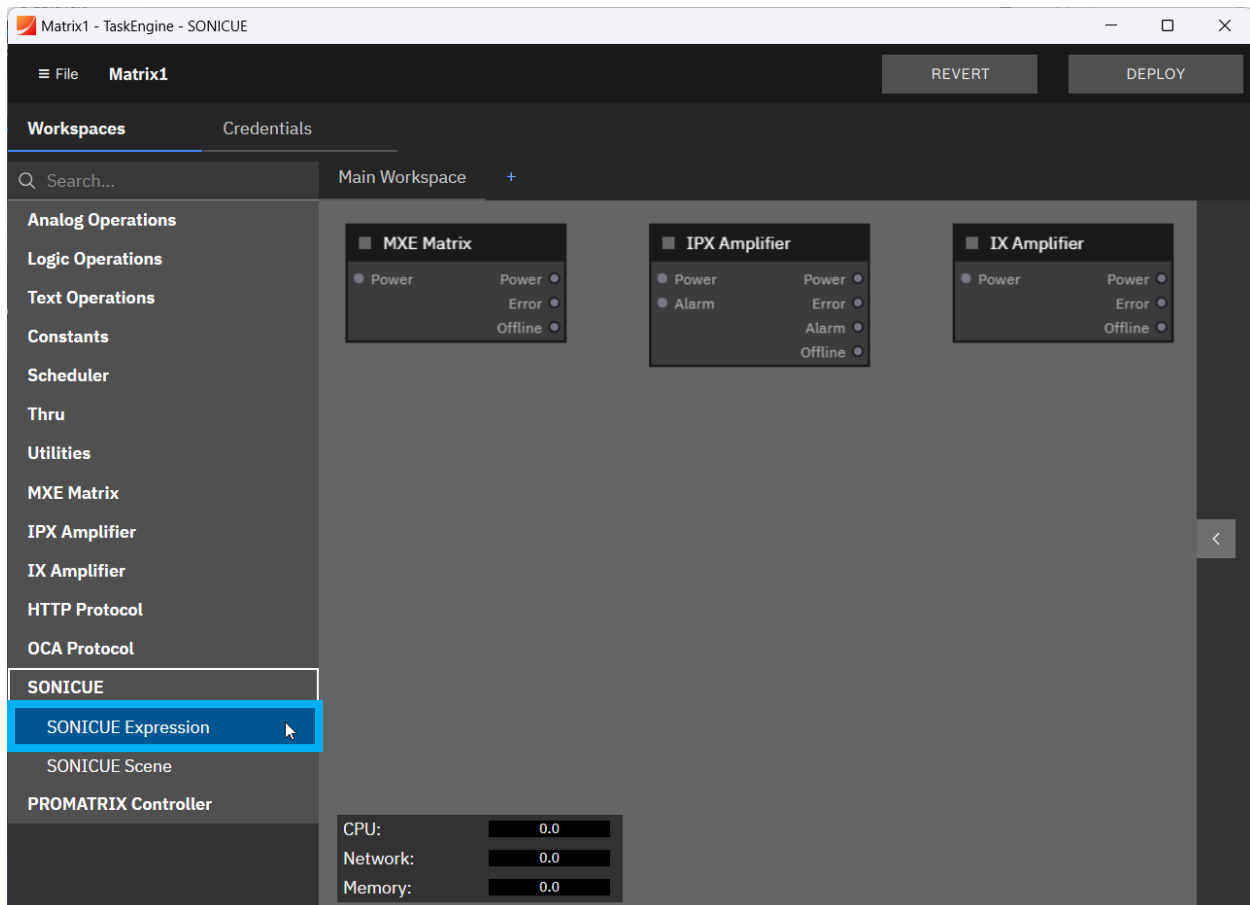 Matrix1 - TaskEngine - SONICUE
≡ File Matrix1 REVERT DEPLOY
Workspaces Credentials
Search...
Main Workspace +
Analog Operations
Logic Operations
Text Operations
Constants
Scheduler
Thru
Utilities
MXE Matrix
IPX Amplifier
IX Amplifier
HTTP Protocol
OCA Protocol
SONICUE
SONICUE Expression
SONICUE Scene
PROMATRIX Controller
MXE Matrix
Power Power
Error
Offline
IPX Amplifier
Power Power
Alarm Error
Alarm
Offline
IX Amplifier
Power Power
Error
Offline
CPU: 0.0
Network: 0.0
Memory: 0.0